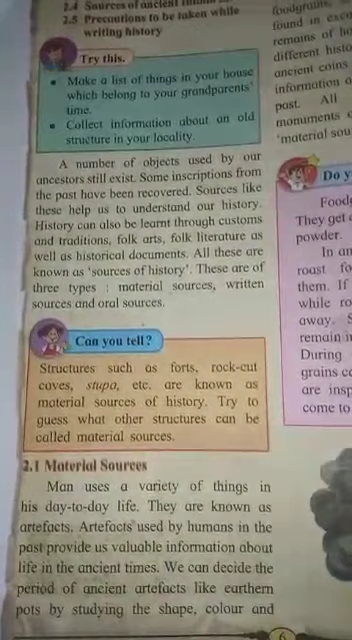 2.4 Sources of ancient
2.5 Precautions to be taken while
writing history
Try this.
• Make a list of things in your house
which belong to your grandparents'
time.
• Collect information about an old
structure in your locality.
A number of objects used by our
ancestors still exist. Some inscriptions from
the past have been recovered. Sources like
these help us to understand our history.
History can also be learnt through customs
and traditions, folk arts, folk literature as
well as historical documents. All these are
known as 'sources of history'. These are of
three types : material sources, written
sources and oral sources.
Can you tell?
Structures such as forts, rock-cut
caves, stupa, etc. are known as
material sources of history. Try to
guess what other structures can be
called material sources.
2.1 Material Sources
Man uses a variety of things in
his day-to-day life. They are known as
artefacts. Artefacts used by humans in the
past provide us valuable information about
life in the ancient times. We can decide the
period of ancient artefacts like earthern
pots by studying the shape, colour and
foodgrains,
found in
remains of
different
ancient coins
information
past. All
monuments
'material
Do
They get
powder.
In
roast
them. If
while
away.
remain
During
grains
are
come to
6